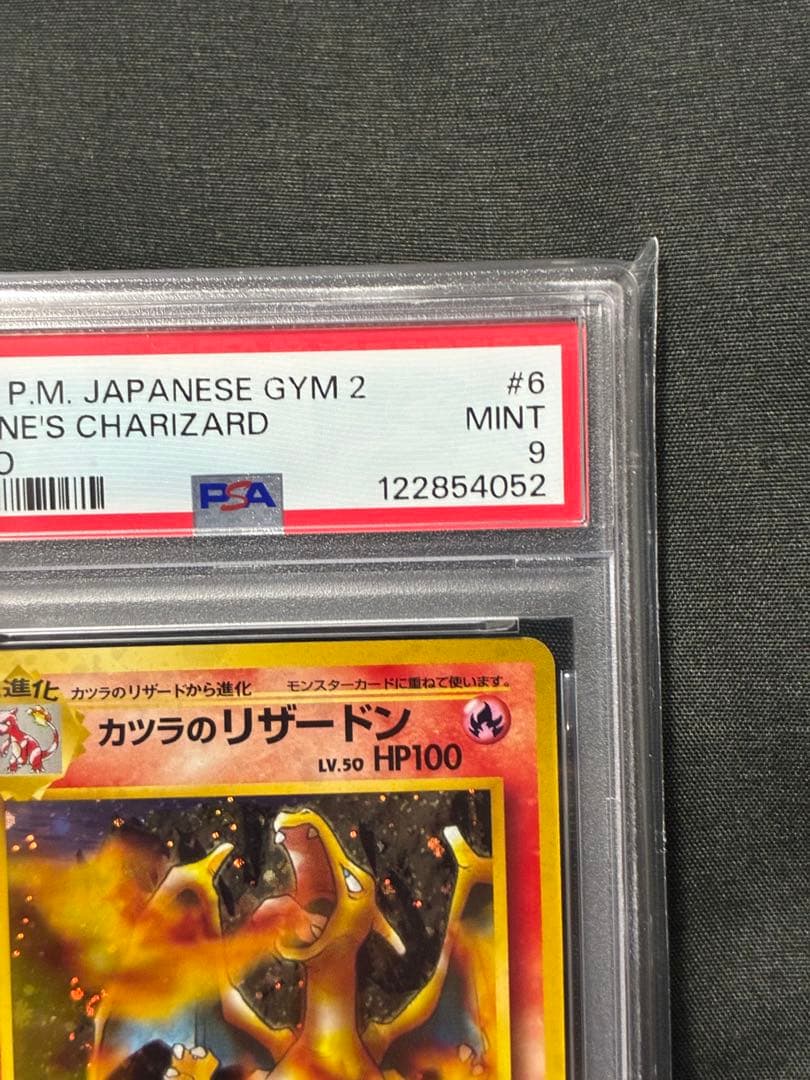 P.M. JAPANESE GYM 2 #6
NE'S CHARIZARD MINT
O 9
PSA 122854052
進化 カツラのリザードから進化 モンスターカードに重ねて使います。
カツラのリザードン
LV.50 HP100